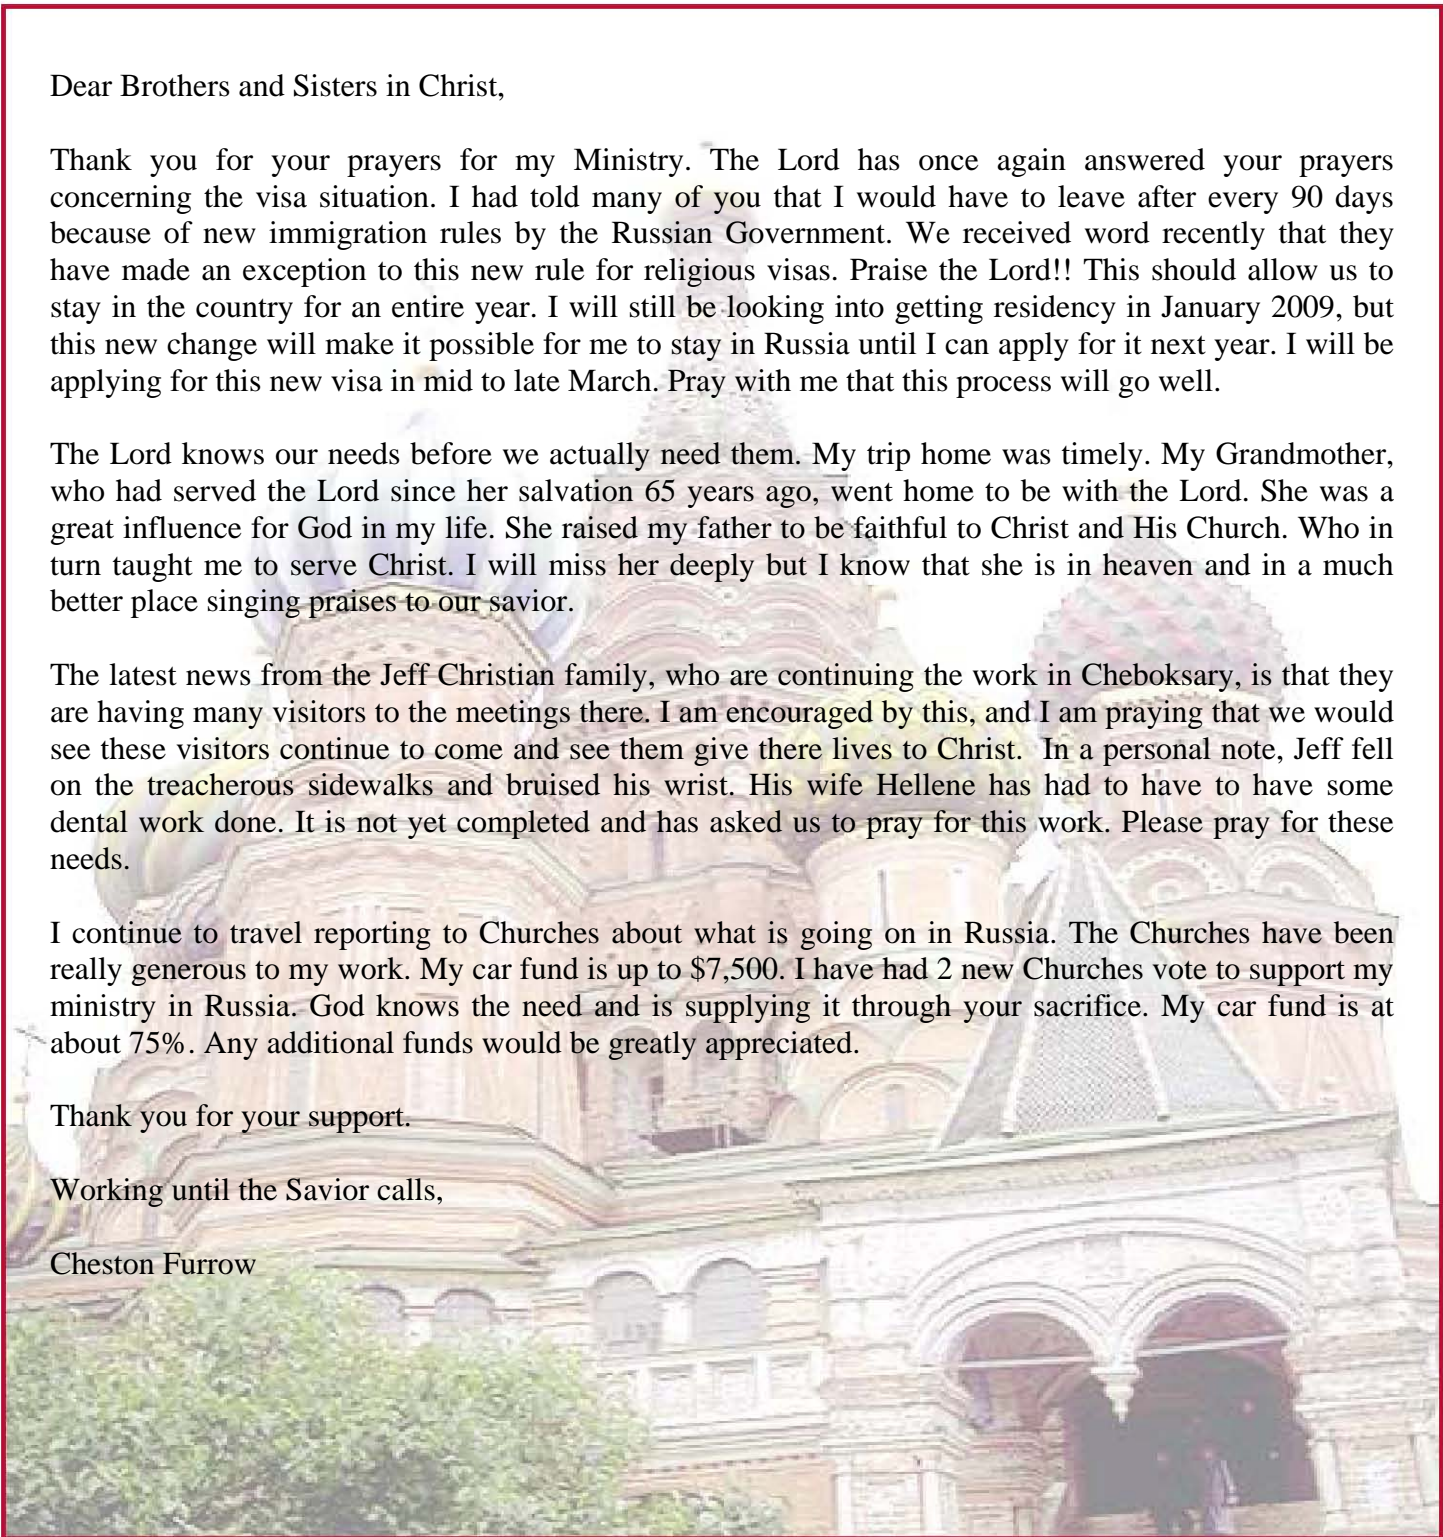 Dear Brothers and Sisters in Christ,
Thank you for your prayers for my Ministry. The Lord has once again answered your prayers
concerning the visa situation. I had told many of you that I would have to leave after every 90 days
because of new immigration rules by the Russian Government. We received word recently that they
have made an exception to this new rule for religious visas. Praise the Lord!! This should allow us to
stay in the country for an entire year. I will still be looking into getting residency in January 2009, but
this new change will make it possible for me to stay in Russia until I can apply for it next year. I will be
applying for this new visa in mid to late March. Pray with me that this process will go well.
The Lord knows our needs before we actually need them. My trip home was timely. My Grandmother,
who had served the Lord since her salvation 65 years ago, went home to be with the Lord. She was a
great influence for God in my life. She raised my father to be faithful to Christ and His Church. Who in
turn taught me to serve Christ. I will miss her deeply but I know that she is in heaven and in a much
better place singing praises to our savior.
The latest news from the Jeff Christian family, who are continuing the work in Cheboksary, is that they
are having many visitors to the meetings there. I am encouraged by this, and I am praying that we would
see these visitors continue to come and see them give there lives to Christ.  In a personal note, Jeff fell
on the treacherous sidewalks and bruised his wrist. His wife Hellene has had to have to have some
dental work done. It is not yet completed and has asked us to pray for this work. Please pray for these
needs.
I continue to travel reporting to Churches about what is going on in Russia. The Churches have been
really generous to my work. My car fund is up to $7,500. I have had 2 new Churches vote to support my
ministry in Russia. God knows the need and is supplying it through your sacrifice. My car fund is at
about 75%. Any additional funds would be greatly appreciated.
Thank you for your support.
Working until the Savior calls,
Cheston Furrow